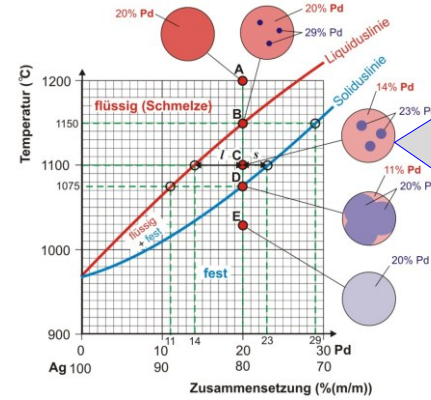 20% Pd
20% Pd
29% Pd
Liquiduslinie
Soliduslinie
Temperatur (°C)
1200
1150
1100
1075
1000
900
flüssig (Schmelze)
A
B
C
D
E
l
s
14% Pd
23% P
11% Pd
20% P
20% Pd
flüssig
+ fest
fest
11
14
23
29
0 10 20 30 Pd
Ag 100 90 80 70
Zusammensetzung (%(m/m))